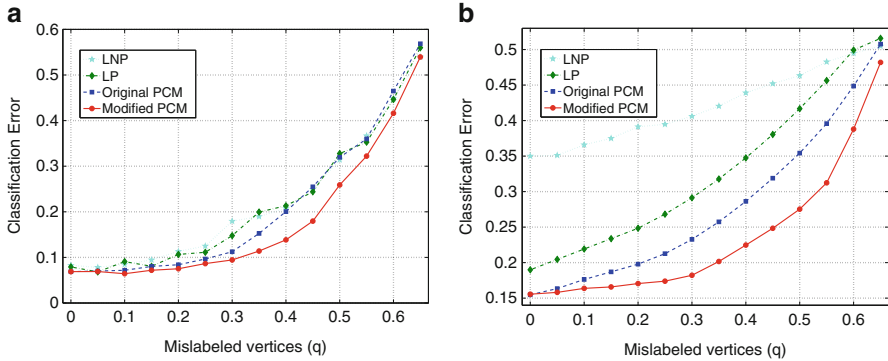 a
0.6
0.5
0.4
0.3
0.2
0.1
0
Classification Error
LNP
LP
Original PCM
Modified PCM
0 0.1 0.2 0.3 0.4 0.5 0.6
Mislabeled vertices (q)
b
0.5
0.45
0.4
0.35
0.3
0.25
0.2
0.15
Classification Error
LNP
LP
Original PCM
Modified PCM
0 0.1 0.2 0.3 0.4 0.5 0.6
Mislabeled vertices (q)